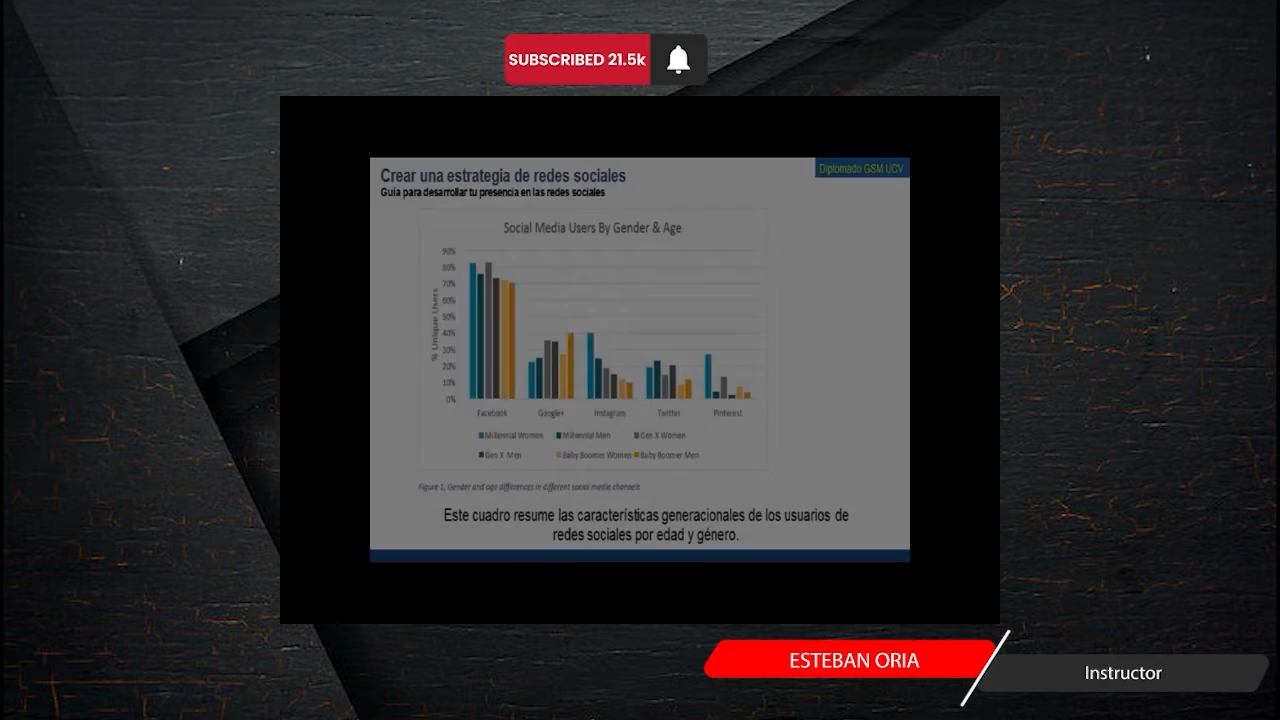 SUBSCRIBED 21.5k
Crear una estrategia de redes sociales
Diplomado GSM UCV
Guía para desarrollar tu presencia en las redes sociales
Social Media Users By Gender & Age
90%
80%
70%
60%
50%
40%
30%
20%
10%
0%
% Unique Users
Facebook Google+ Instagram Twitter Pinterest
Millennial Women Millennial Men Gen X Women
Gen X Men Baby Boomer Women Baby Boomer Men
Figure 1, Gender and age differences in different social media channels
Este cuadro resume las características generacionales de los usuarios de
redes sociales por edad y género.
ESTEBAN ORIA
Instructor